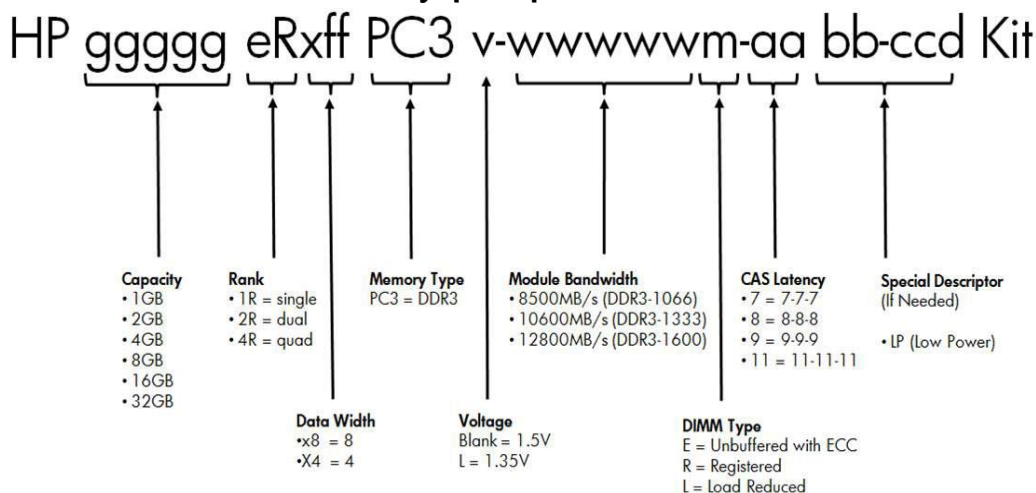 HP ggggg eRxff PC3 v-wwwwwm-aa bb-ccd Kit
Capacity
• 1GB
• 2GB
• 4GB
• 8GB
• 16GB
• 32GB
Rank
• 1R = single
• 2R = dual
• 4R = quad
Memory Type
PC3 = DDR3
Module Bandwidth
• 8500MB/s (DDR3-1066)
• 10600MB/s (DDR3-1333)
• 12800MB/s (DDR3-1600)
CAS Latency
• 7 = 7-7-7
• 8 = 8-8-8
• 9 = 9-9-9
• 11 = 11-11-11
Special Descriptor
(If Needed)
• LP (Low Power)
Data Width
•x8 = 8
•X4 = 4
Voltage
Blank = 1.5V
L = 1.35V
DIMM Type
E = Unbuffered with ECC
R = Registered
L = Load Reduced